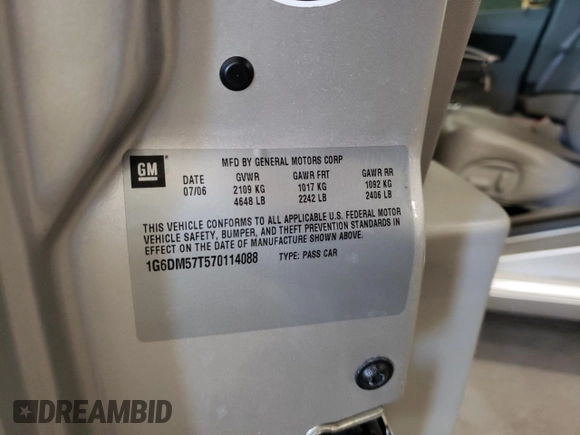 MFD BY GENERAL MOTORS CORP
GM
DATE GVWR GAWR FRT GAWR RR
07/06 2109 KG 1017 KG 1092 KG
4648 LB 2242 LB 2406 LB
THIS VEHICLE CONFORMS TO ALL APPLICABLE U.S. FEDERAL MOTOR
VEHICLE SAFETY, BUMPER, AND THEFT PREVENTION STANDARDS IN
EFFECT ON THE DATE OF MANUFACTURE SHOWN ABOVE.
1G6DM57T570114088 TYPE: PASS CAR
DREAMBID